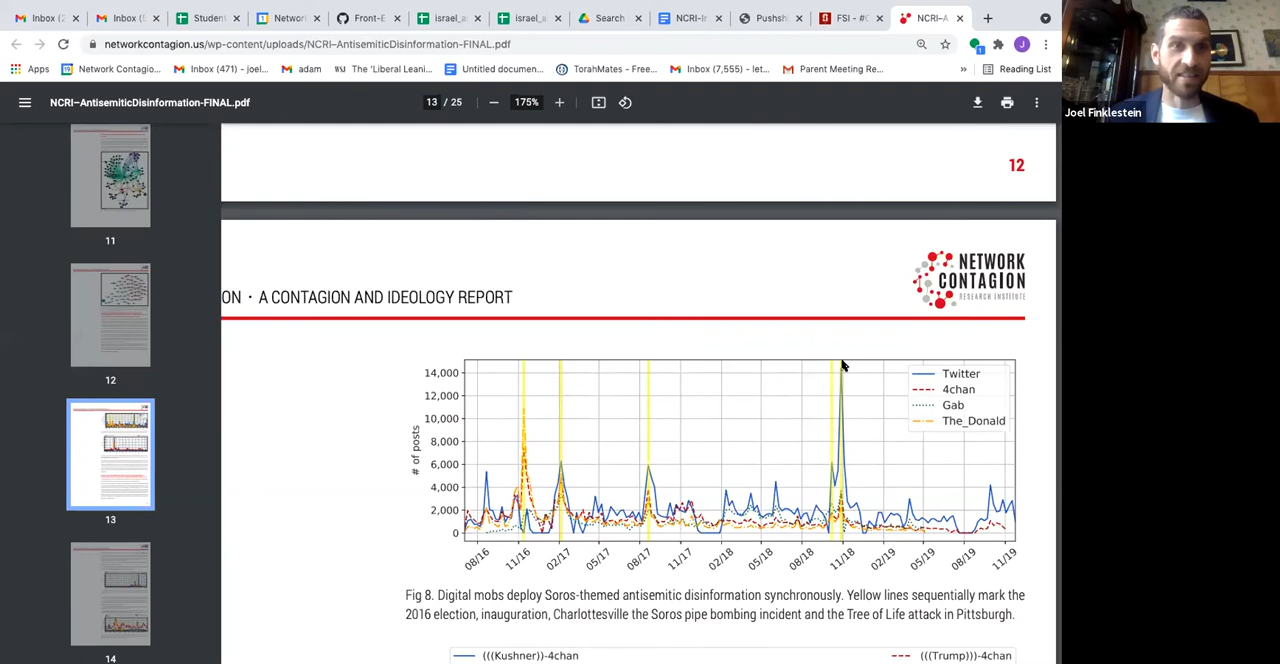 Inbox (2
Inbox (5
Student
Networ
Front-E
israel_a
israel_a
Search
NCRI-Ir
Pushsh
FSI - #(
NCRI-A
networkcontagion.us/wp-content/uploads/NCRI-AntisemiticDisinformation-FINAL.pdf
Apps
Network Contagio...
Inbox (471) - joel...
adam
WSJ The 'Liberal Leani...
Untitled documen...
TorahMates - Free...
Inbox (7,555) - let...
Parent Meeting Re...
»
Reading List
J
NCRI–AntisemiticDisinformation-FINAL.pdf
13 / 25
175%
Joel Finklestein
11
12
13
14
12
ON · A CONTAGION AND IDEOLOGY REPORT
NETWORK
CONTAGION
RESEARCH INSTITUTE
# of posts
14,000
12,000
10,000
8,000
6,000
4,000
2,000
0
Twitter
4chan
Gab
The_Donald
08/16 11/16 02/17 05/17 08/17 11/17 02/18 05/18 08/18 11/18 02/19 05/19 08/19 11/19
Fig 8. Digital mobs deploy Soros-themed antisemitic disinformation synchronously. Yellow lines sequentially mark the
2016 election, inauguration, Charlottesville the Soros pipe bombing incident and the Tree of Life attack in Pittsburgh.
(((Kushner))-4chan
(((Trump)))-4chan